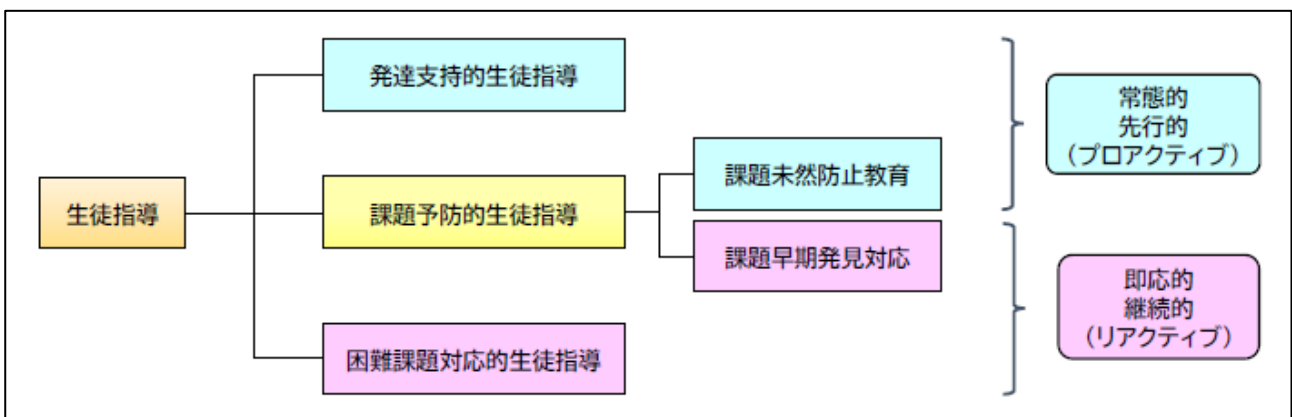 発達支持的生徒指導
常態的
先行的
（プロアクティブ）
課題未然防止教育
生徒指導
課題予防的生徒指導
課題早期発見対応
即応的
継続的
（リアクティブ）
困難課題対応的生徒指導